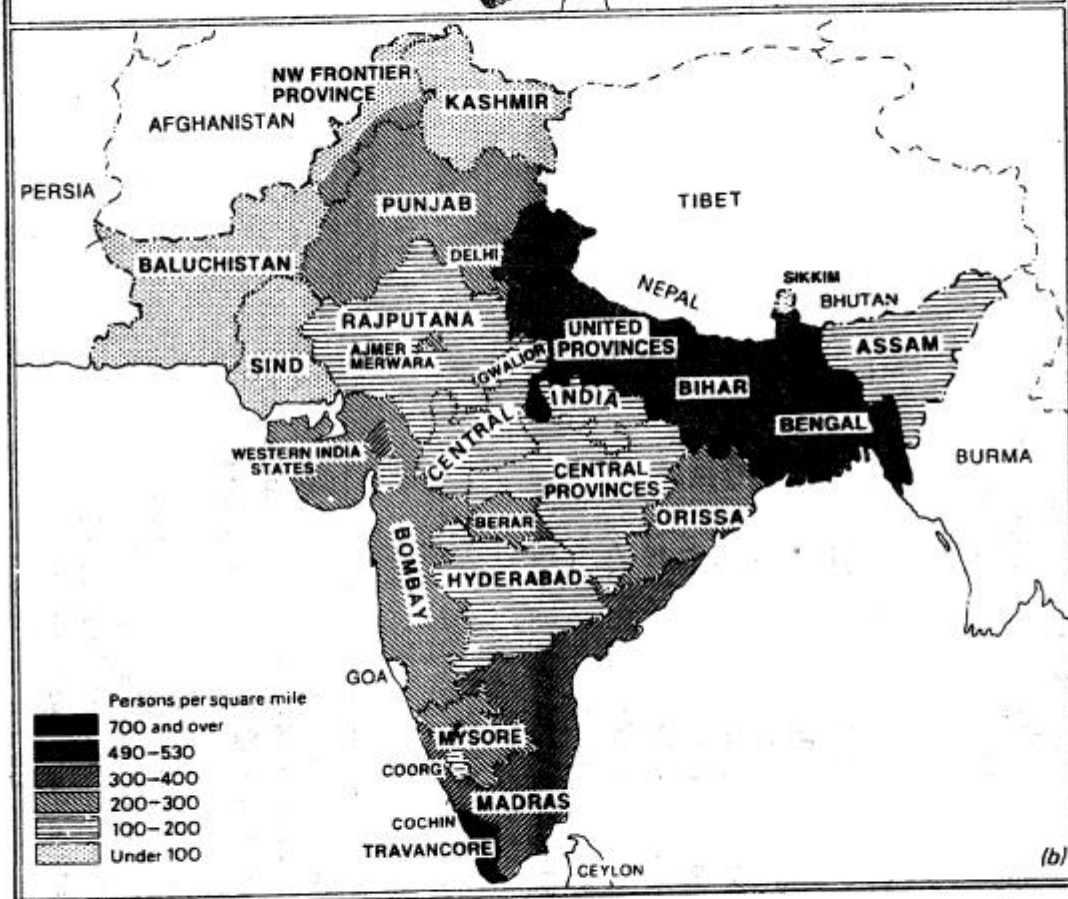 NW FRONTIER
PROVINCE
KASHMIR
AFGHANISTAN
PERSIA
PUNJAB
TIBET
DELHI
BALUCHISTAN
SIKKIM
NEPAL
BHUTAN
RAJPUTANA
UNITED
PROVINCES
ASSAM
AJMER
MERWARA
GWALIOR
SIND
BIHAR
INDIA
BENGAL
CENTRAL
WESTERN INDIA
STATES
BURMA
CENTRAL
PROVINCES
ORISSA
BERAR
BOMBAY
HYDERABAD
GOA
Persons per square mile
700 and over
490–530
300–400
200–300
100–200
Under 100
MYSORE
COORG
MADRAS
COCHIN
TRAVANCORE
CEYLON
(b)